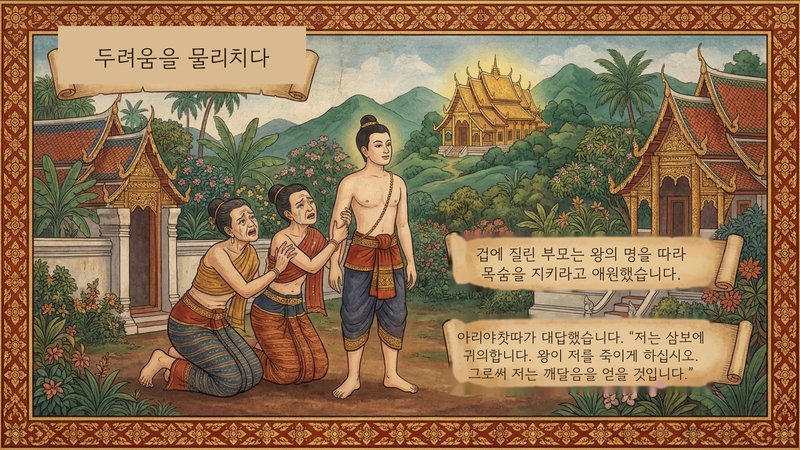 두려움을 물리치다
겁에 질린 부모는 왕의 명을 따라
목숨을 지키라고 애원했습니다.
아리야찻따가 대답했습니다. “저는 삼보에
귀의합니다. 왕이 저를 죽이게 하십시오.
그로써 저는 깨달음을 얻을 것입니다.”